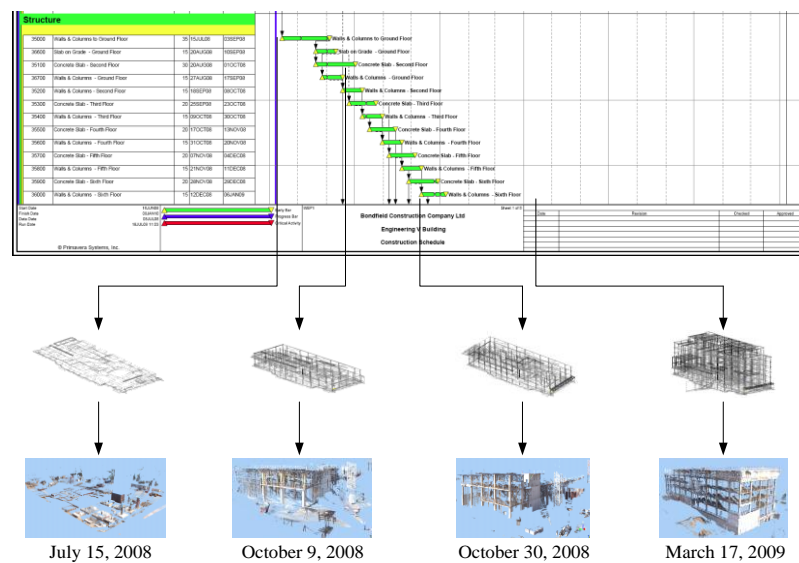 Structure
35000 Walls & Columns to Ground Floor 35 15JUL08 03SEP08 Walls & Columns to Ground Floor
Slab on Grade - Ground Floor 15 20AUG08 Slab on Grade - Ground Floor
35100 Concrete Slab - Second Floor 30 20AUG08 01OCT08 Concrete Slab - Second Floor
Walls & Columns - Ground Floor 15 27AUG08 17SEP08 Walls & Columns - Ground Floor
35200 Walls & Columns - Second Floor 15 18SEP08 08OCT08 Walls & Columns - Second Floor
35300 Concrete Slab - Third Floor 20 25SEP08 23OCT08 Concrete Slab - Third Floor
35400 Walls & Columns - Third Floor 15 09OCT08 30OCT08 Walls & Columns - Third Floor
35500 Concrete Slab - Fourth Floor 20 17OCT08 13NOV08 Concrete Slab - Fourth Floor
35600 Walls & Columns - Fourth Floor 15 31OCT08 20NOV08 Walls & Columns - Fourth Floor
35700 Concrete Slab - Fifth Floor 20 07NOV08 04DEC08 Concrete Slab - Fifth Floor
35800 Walls & Columns - Fifth Floor 15 21NOV08 11DEC08 Walls & Columns - Fifth Floor
Concrete Slab - Sixth Floor 20 28NOV08 Concrete Slab - Sixth Floor
36000 Walls & Columns - Sixth Floor 15 12DEC08 06JAN09 Walls & Columns - Sixth Floor
Start Date
Finish Date
Data Date
Run Date
Early Bar
Progress Bar
Critical Activity
© Primavera Systems, Inc.
Bondfield Construction Company Ltd
Engineering V Building
Construction Schedule
Date Revision Checked Approved
July 15, 2008 October 9, 2008 October 30, 2008 March 17, 2009